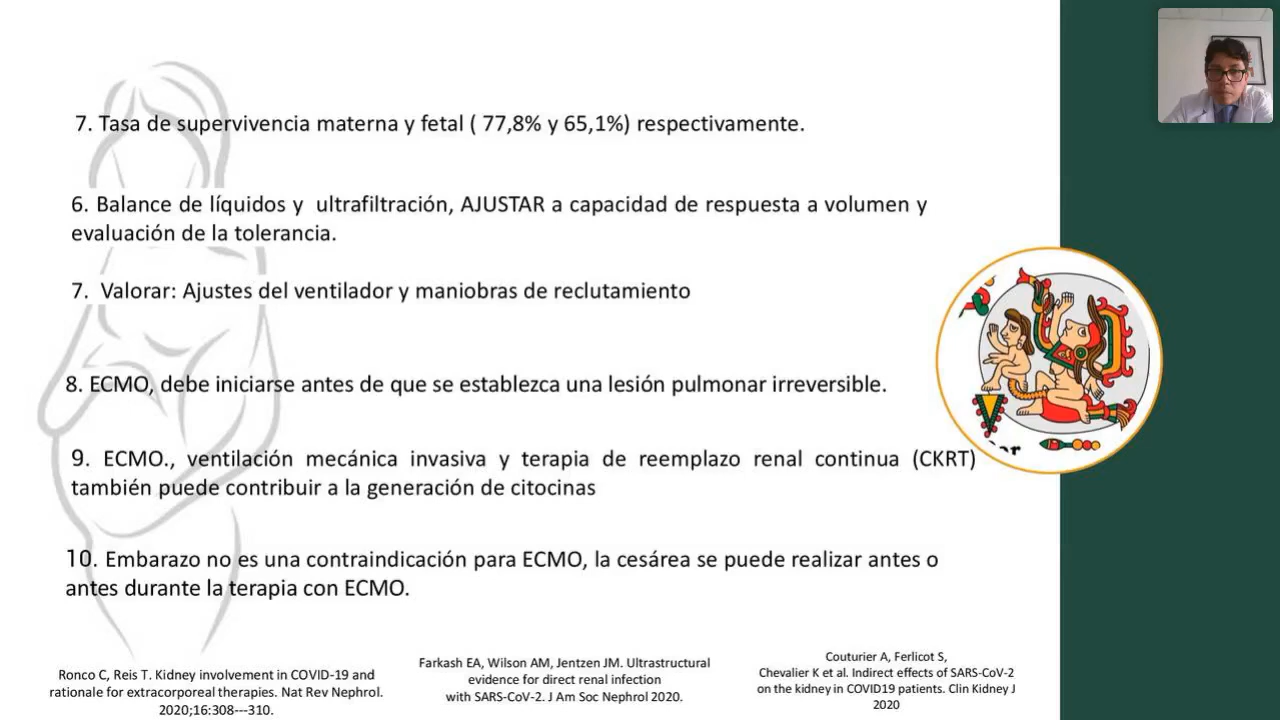 7. Tasa de supervivencia materna y fetal ( 77,8% y 65,1%) respectivamente.
6. Balance de líquidos y ultrafiltración, AJUSTAR a capacidad de respuesta a volumen y
evaluación de la tolerancia.
7. Valorar: Ajustes del ventilador y maniobras de reclutamiento
8. ECMO, debe iniciarse antes de que se establezca una lesión pulmonar irreversible.
9. ECMO., ventilación mecánica invasiva y terapia de reemplazo renal continua (CKRT)
también puede contribuir a la generación de citocinas
10. Embarazo no es una contraindicación para ECMO, la cesárea se puede realizar antes o
antes durante la terapia con ECMO.
Ronco C, Reis T. Kidney involvement in COVID-19 and
rationale for extracorporeal therapies. Nat Rev Nephrol.
2020;16:308---310.
Farkash EA, Wilson AM, Jentzen JM. Ultrastructural
evidence for direct renal infection
with SARS-CoV-2. J Am Soc Nephrol 2020.
Couturier A, Ferlicot S,
Chevalier K et al. Indirect effects of SARS-CoV-2
on the kidney in COVID19 patients. Clin Kidney J
2020